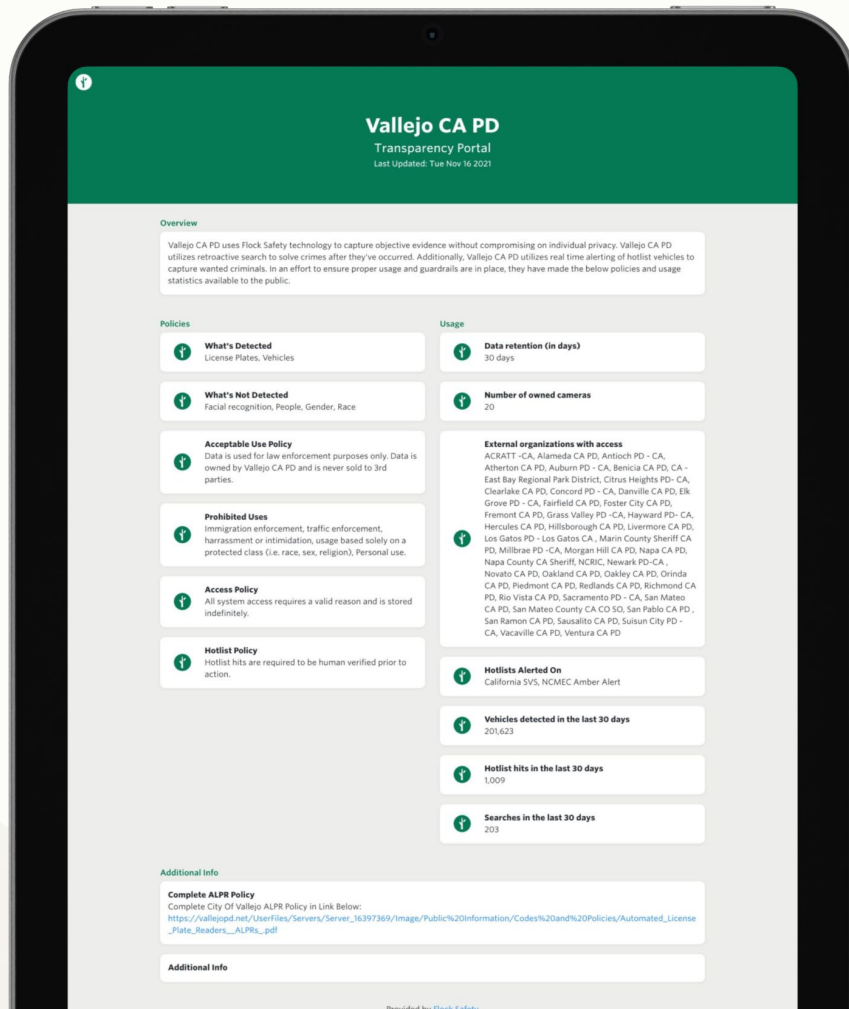 Vallejo CA PD
Transparency Portal
Last Updated: Tue Nov 16 2021
Overview
Vallejo CA PD uses Flock Safety technology to capture objective evidence without compromising on individual privacy. Vallejo CA PD
utilizes retroactive search to solve crimes after they've occurred. Additionally, Vallejo CA PD utilizes real time alerting of hotlist vehicles to
capture wanted criminals. In an effort to ensure proper usage and guardrails are in place, they have made the below policies and usage
statistics available to the public.
Policies
What's Detected
License Plates, Vehicles
What's Not Detected
Facial recognition, People, Gender, Race
Acceptable Use Policy
Data is used for law enforcement purposes only. Data is
owned by Vallejo CA PD and is never sold to 3rd
parties.
Prohibited Uses
Immigration enforcement, traffic enforcement,
harrassment or intimidation, usage based solely on a
protected class (i.e. race, sex, religion), Personal use.
Access Policy
All system access requires a valid reason and is stored
indefinitely.
Hotlist Policy
Hotlist hits are required to be human verified prior to
action.
Usage
Data retention (in days)
30 days
Number of owned cameras
20
External organizations with access
ACRATT -CA, Alameda CA PD, Antioch PD - CA,
Atherton CA PD, Auburn PD - CA, Benicia CA PD, CA -
East Bay Regional Park District, Citrus Heights PD- CA,
Clearlake CA PD, Concord PD - CA, Danville CA PD, Elk
Grove PD - CA, Fairfield CA PD, Foster City CA PD,
Fremont CA PD, Grass Valley PD -CA, Hayward PD- CA,
Hercules CA PD, Hillsborough CA PD, Livermore CA PD,
Los Gatos PD - Los Gatos CA , Marin County Sheriff CA
PD, Millbrae PD -CA, Morgan Hill CA PD, Napa CA PD,
Napa County CA Sheriff, NCRIC, Newark PD-CA ,
Novato CA PD, Oakland CA PD, Oakley CA PD, Orinda
CA PD, Piedmont CA PD, Redlands CA PD, Richmond CA
PD, Rio Vista CA PD, Sacramento PD - CA, San Mateo
CA PD, San Mateo County CA CO SO, San Pablo CA PD ,
San Ramon CA PD, Sausalito CA PD, Suisun City PD -
CA, Vacaville CA PD, Ventura CA PD
Hotlists Alerted On
California SVS, NCMEC Amber Alert
Vehicles detected in the last 30 days
201,623
Hotlist hits in the last 30 days
1,009
Searches in the last 30 days
203
Additional Info
Complete ALPR Policy
Complete City Of Vallejo ALPR Policy in Link Below:
https://vallejopd.net/UserFiles/Servers/Server_16397369/Image/Public%20Information/Codes%20and%20Policies/Automated_License
_Plate_Readers__ALPRs_.pdf
Additional Info
Provided by Flock Safety